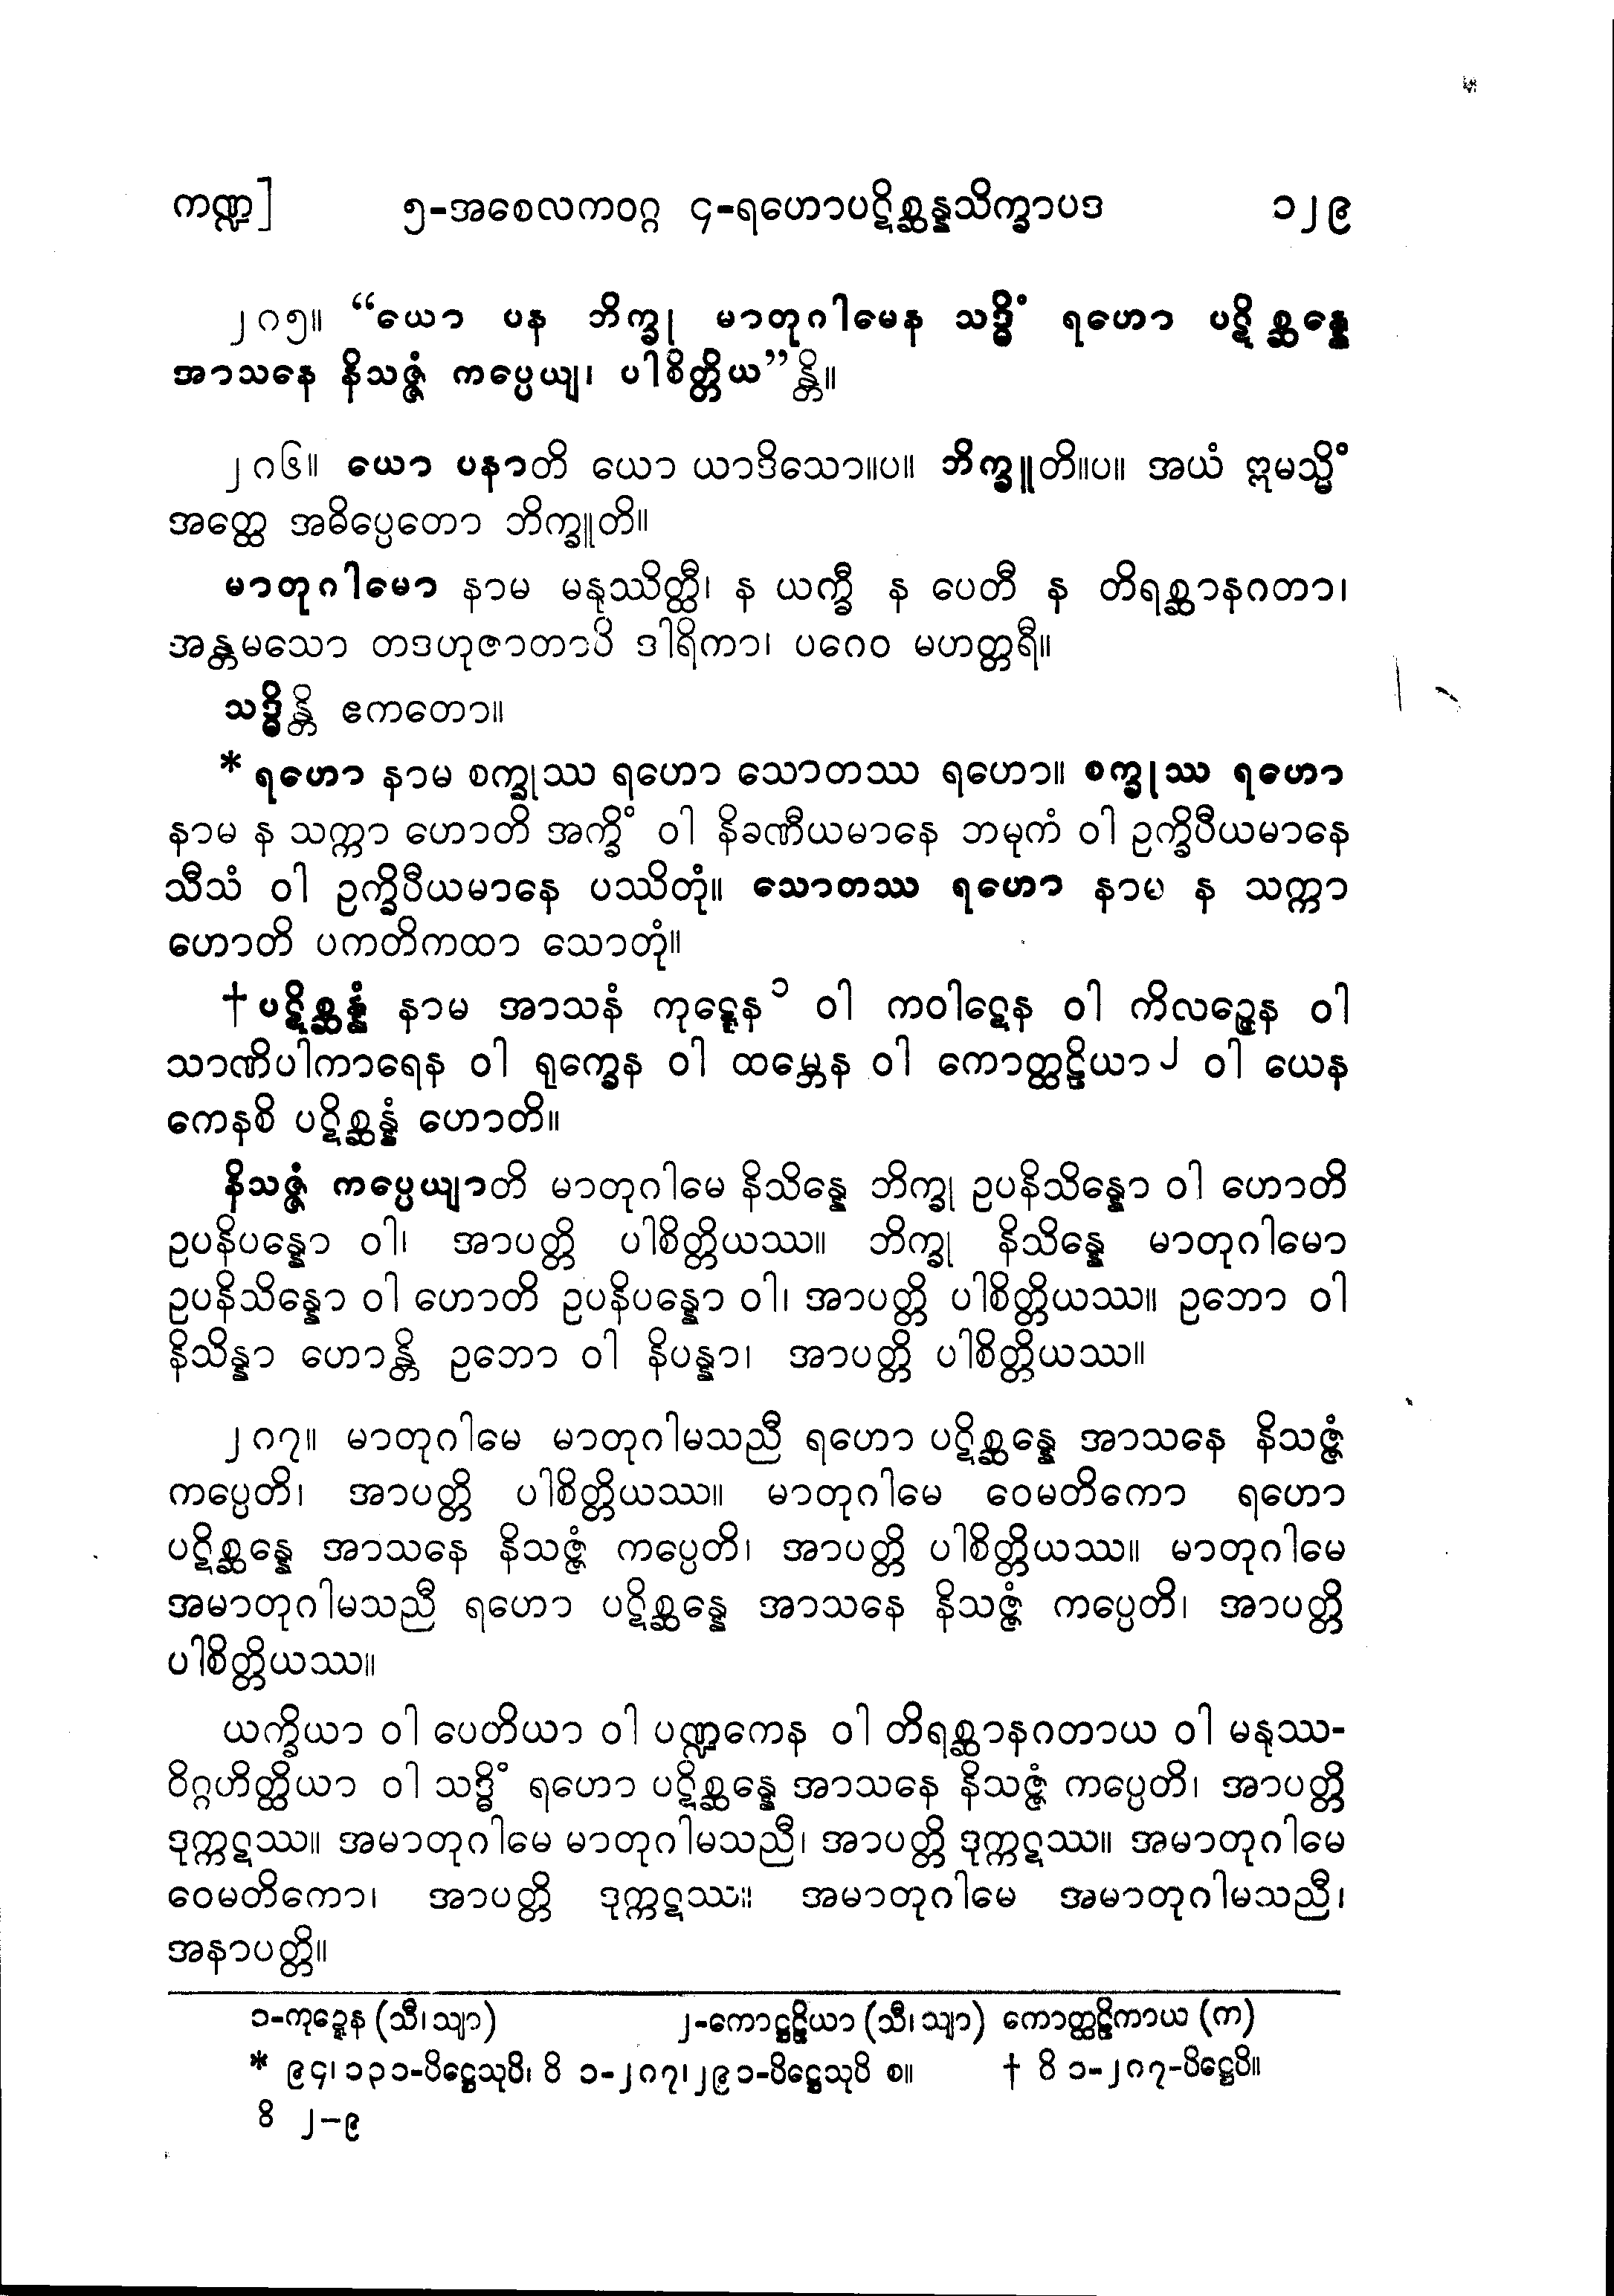 ကဏ္ဍ] ၅-အစေလကဝဂ္ဂ ၄-ရဟောပဋိစ္ဆန္နသိက္ခာပဒ ၁၂၉
၂၈၅။ “ယော ပန ဘိက္ခု မာတုဂါမေန သဒ္ဓိံ ရဟော ပဋိစ္ဆန္နေ
အာသနေ နိသဇ္ဇံ ကပ္ပေယျ၊ ပါစိတ္တိယ”န္တိ။
၂၈၆။ ယော ပနာတိ ယော ယာဒိသော။ပ။ ဘိက္ခူတိ။ပ။ အယံ ဣမသ္မိံ
အတ္ထေ အဓိပ္ပေတော ဘိက္ခူတိ။
မာတုဂါမော နာမ မနုဿိတ္ထီ၊ န ယက္ခီ န ပေတီ န တိရစ္ဆာနဂတာ၊
အန္တမသော တဒဟုဇာတာပိ ဒါရိကာ၊ ပဂေဝ မဟတ္တရီ။
သဒ္ဓိန္တိ ဧကတော။
* ရဟော နာမ စက္ခုဿ ရဟော သောတဿ ရဟော။ စက္ခုဿ ရဟော
နာမ န သက္ကာ ဟောတိ အက္ခိံ ဝါ နိခဏီယမာနေ ဘမုကံ ဝါ ဥက္ခိပီယမာနေ
သီသံ ဝါ ဥက္ခိပီယမာနေ ပဿိတုံ။ သောတဿ ရဟော နာမ န သက္ကာ
ဟောတိ ပကတိကထာ သောတုံ။
† ပဋိစ္ဆန္နံ နာမ အာသနံ ကုဋ္ဋေန၁ ဝါ ကဝါဋေန ဝါ ကိလဉ္ဇေန ဝါ
သာဏိပါကာရေန ဝါ ရုက္ခေန ဝါ ထမ္ဘေန ဝါ ကောတ္ထဠိယာ၂ ဝါ ယေန
ကေနစိ ပဋိစ္ဆန္နံ ဟောတိ။
နိသဇ္ဇံ ကပ္ပေယျာတိ မာတုဂါမေ နိသိန္နေ ဘိက္ခု ဥပနိသိန္နော ဝါ ဟောတိ
ဥပနိပန္နော ဝါ၊ အာပတ္တိ ပါစိတ္တိယဿ။ ဘိက္ခု နိသိန္နေ မာတုဂါမော
ဥပနိသိန္နော ဝါ ဟောတိ ဥပနိပန္နော ဝါ၊ အာပတ္တိ ပါစိတ္တိယဿ။ ဥဘော ဝါ
နိသိန္နာ ဟောန္တိ ဥဘော ဝါ နိပန္နာ၊ အာပတ္တိ ပါစိတ္တိယဿ။
၂၈၇။ မာတုဂါမေ မာတုဂါမသညီ ရဟော ပဋိစ္ဆန္နေ အာသနေ နိသဇ္ဇံ
ကပ္ပေတိ၊ အာပတ္တိ ပါစိတ္တိယဿ။ မာတုဂါမေ ဝေမတိကော ရဟော
ပဋိစ္ဆန္နေ အာသနေ နိသဇ္ဇံ ကပ္ပေတိ၊ အာပတ္တိ ပါစိတ္တိယဿ။ မာတုဂါမေ
အမာတုဂါမသညီ ရဟော ပဋိစ္ဆန္နေ အာသနေ နိသဇ္ဇံ ကပ္ပေတိ၊ အာပတ္တိ
ပါစိတ္တိယဿ။
ယက္ခိယာ ဝါ ပေတိယာ ဝါ ပဏ္ဍကေန ဝါ တိရစ္ဆာနဂတာယ ဝါ မနုဿ-
ဝိဂ္ဂဟိတ္ထိယာ ဝါ သဒ္ဓိံ ရဟော ပဋိစ္ဆန္နေ အာသနေ နိသဇ္ဇံ ကပ္ပေတိ၊ အာပတ္တိ
ဒုက္ကဋဿ။ အမာတုဂါမေ မာတုဂါမသညီ၊ အာပတ္တိ ဒုက္ကဋဿ။ အမာတုဂါမေ
ဝေမတိကော၊ အာပတ္တိ ဒုက္ကဋဿ။ အမာတုဂါမေ အမာတုဂါမသညီ၊
အနာပတ္တိ။
၁-ကုဍ္ဍေန (သီ၊ သျာ) ၂-ကောဋ္ဌဠိယာ (သီ၊ သျာ) ကောတ္ထဠိကာယ (က)
* ၉၄၊ ၁၃၁-ပိဋ္ဌေသုပိ၊ ဝိ ၁-၂၈၇၊ ၂၉၁-ပိဋ္ဌေသုပိ စ။ † ဝိ ၁-၂၈၇-ပိဋ္ဌေပိ။
ဝိ ၂–၉